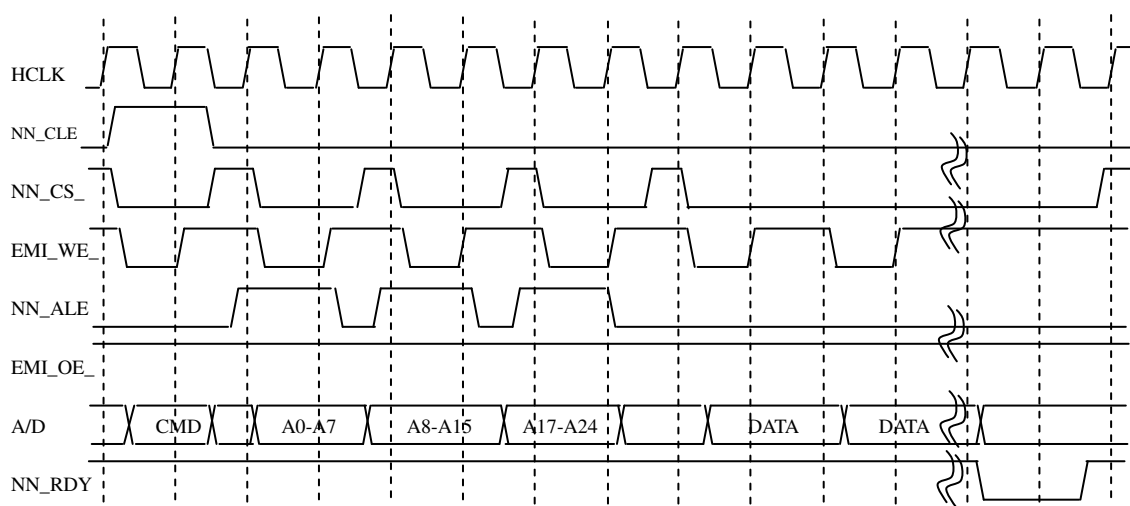 HCLK
NN_CLE
NN_CS_
EMI_WE_
NN_ALE
EMI_OE_
A/D CMD A0-A7 A8-A15 A17-A24 DATA DATA
NN_RDY